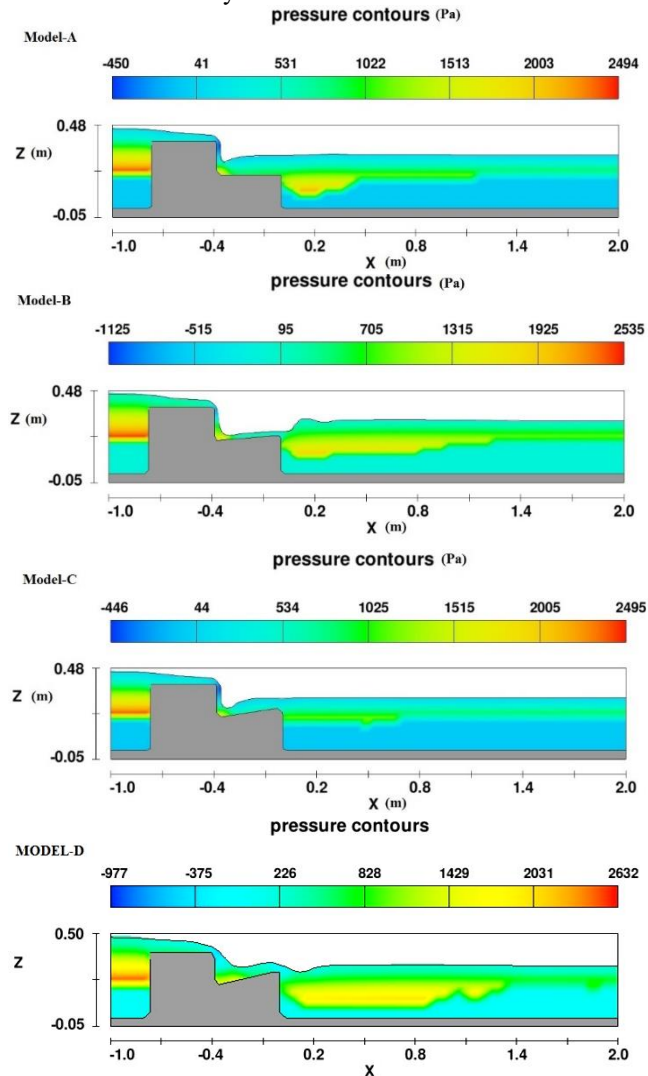 pressure contours (Pa)
Model-A
-450 41 531 1022 1513 2003 2494
0.48
Z (m)
-0.05
-1.0 -0.4 0.2 0.8 1.4 2.0
X (m)
pressure contours (Pa)
Model-B
-1125 -515 95 705 1315 1925 2535
0.48
Z (m)
-0.05
-1.0 -0.4 0.2 0.8 1.4 2.0
X (m)
pressure contours (Pa)
Model-C
-446 44 534 1025 1515 2005 2495
0.48
Z (m)
-0.05
-1.0 -0.4 0.2 0.8 1.4 2.0
X (m)
pressure contours
MODEL-D
-977 -375 226 828 1429 2031 2632
0.50
Z
-0.05
-1.0 -0.4 0.2 0.8 1.4 2.0
X